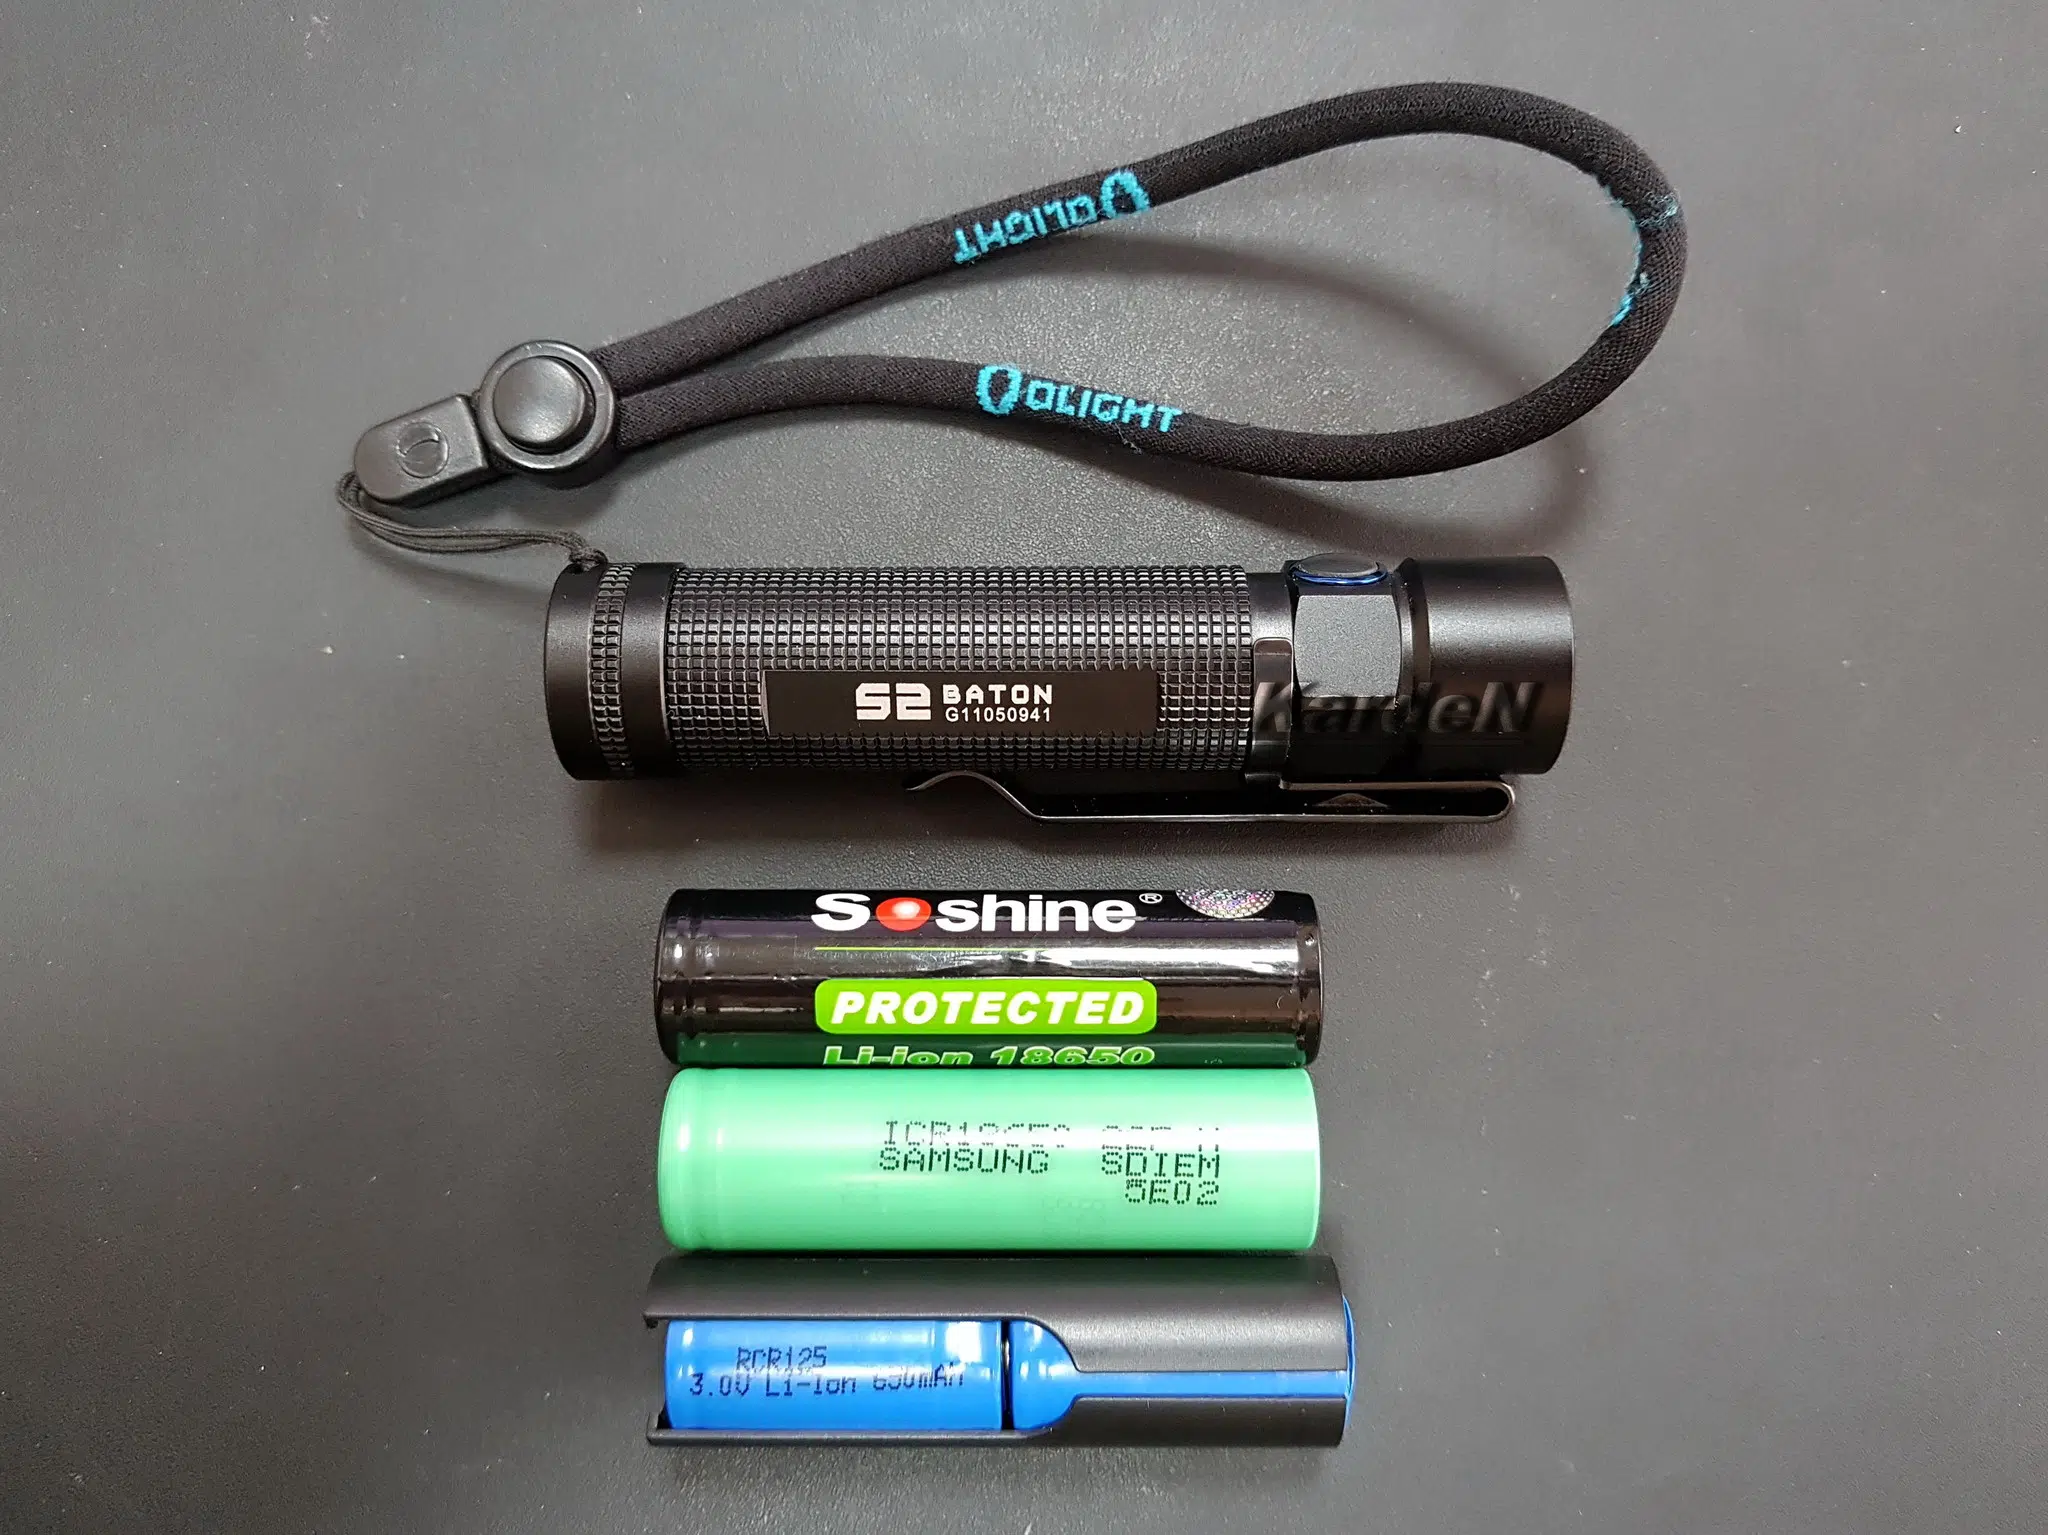 OLIGHT
OLIGHT
S2 BATON
G11050941
KardeN
Soshine®
PROTECTED
Li-ion 18650
SAMSUNG SDIEM
5E02
RCR125
3.0V Li-Ion 650mAH